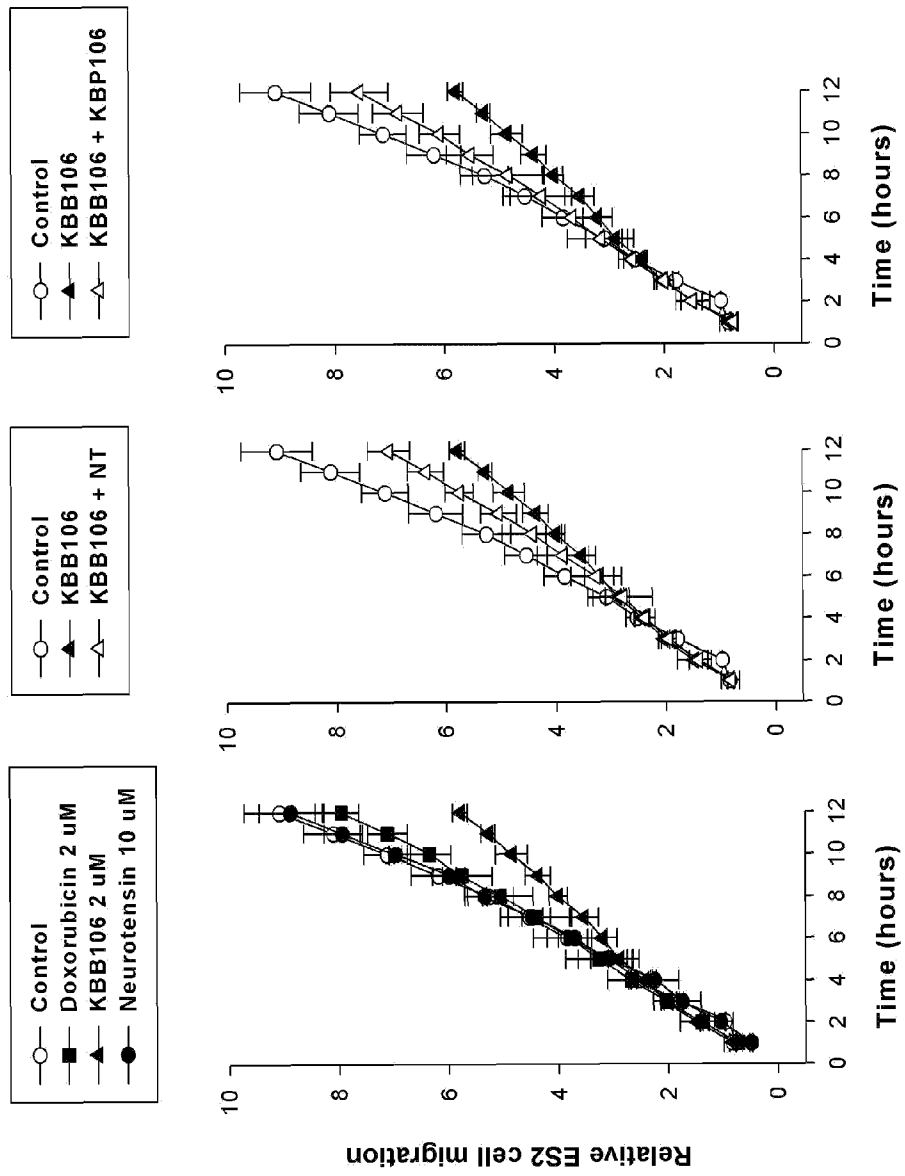 Control
Doxorubicin 2 uM
KBB106 2 uM
Neurotensin 10 uM
Relative ES2 cell migration
10
8
6
4
2
0
0
2
4
6
8
10
12
Time (hours)
Control
KBB106
KBB106 + NT
10
8
6
4
2
0
0
2
4
6
8
10
12
Time (hours)
Control
KBB106
KBB106 + KBP106
10
8
6
4
2
0
0
2
4
6
8
10
12
Time (hours)